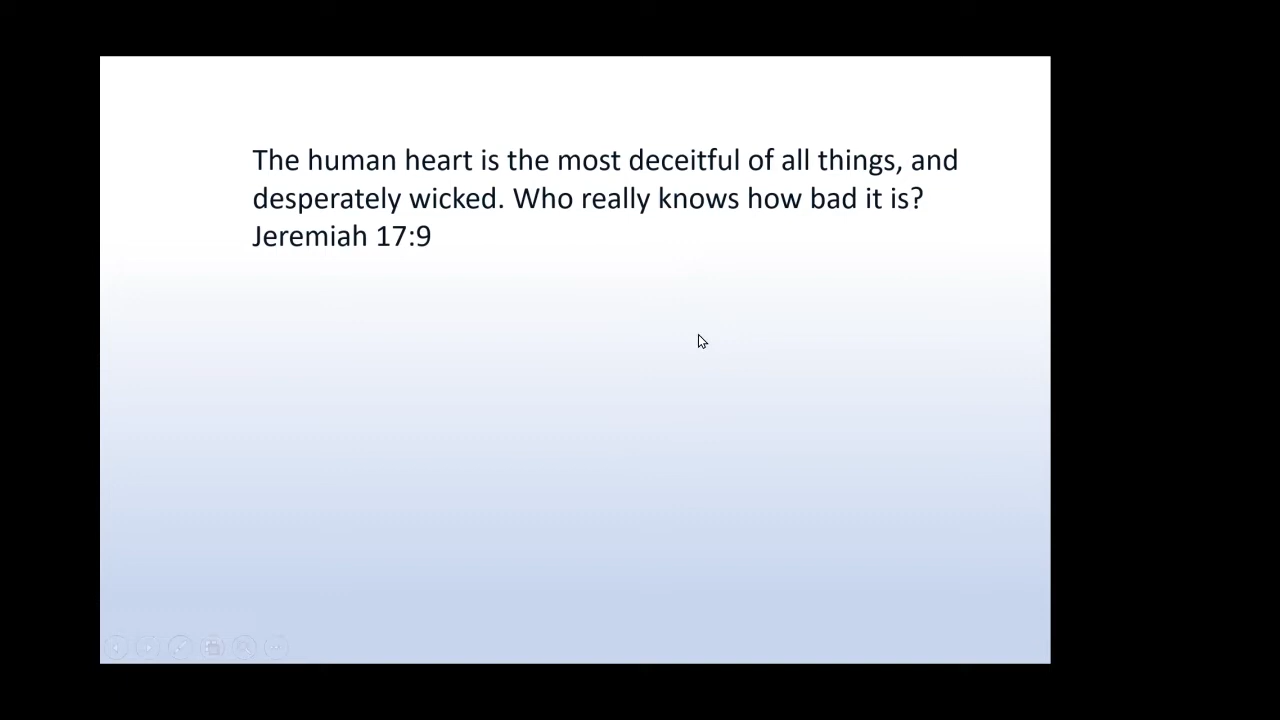 The human heart is the most deceitful of all things, and
desperately wicked. Who really knows how bad it is?
Jeremiah 17:9